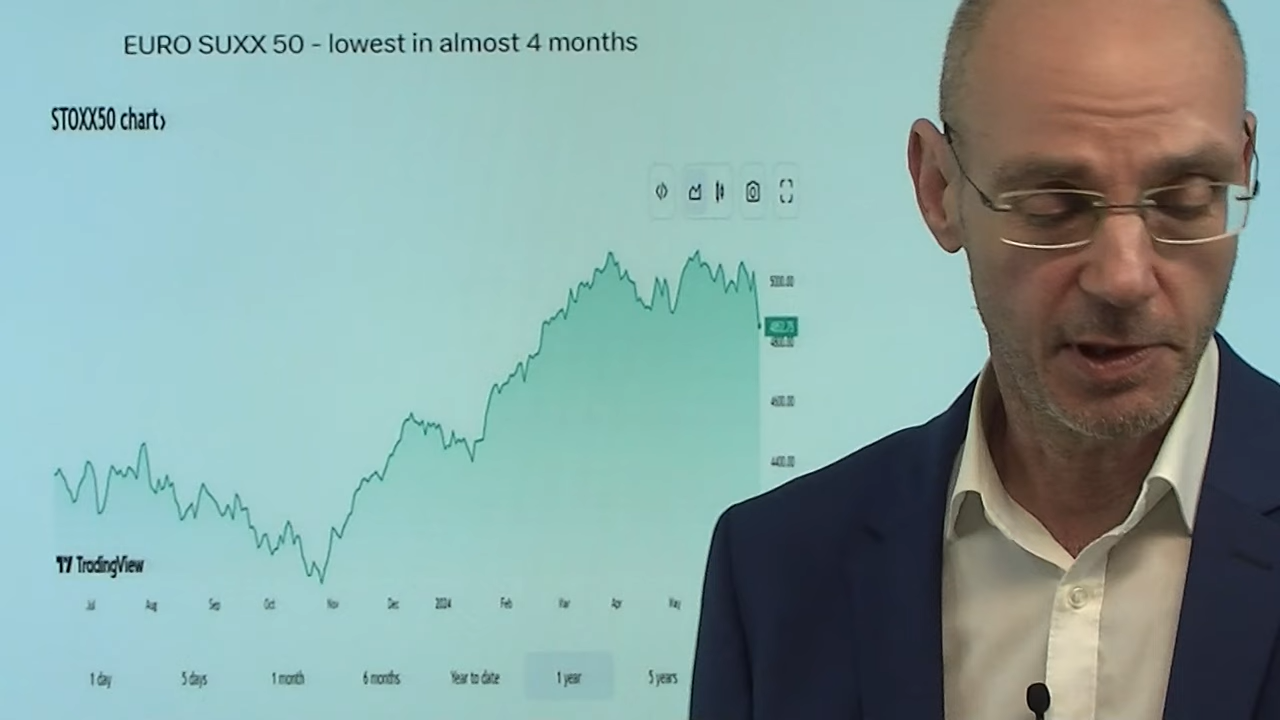 EURO SUXX 50 - lowest in almost 4 months
STOXX50 chart›
5000.00
4800.00
4600.00
4400.00
TradingView
Jul Aug Sep Oct Nov Dec 2024 Feb Mar Apr May
1 day 5 days 1 month 6 months Year to date 1 year 5 years